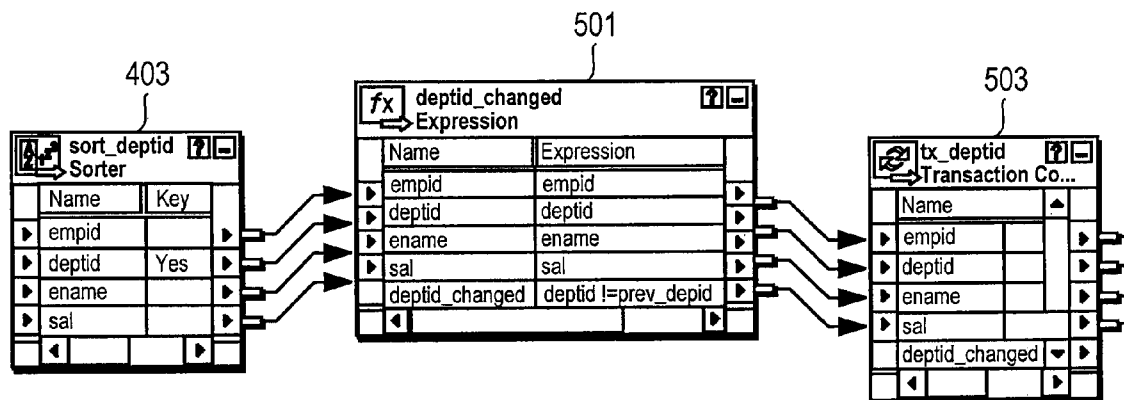 403
sort_deptid ? -
Sorter
Name Key
empid
deptid Yes
ename
sal
501
fx deptid_changed ? -
Expression
Name Expression
empid empid
deptid deptid
ename ename
sal sal
deptid_changed deptid !=prev_depid
503
tx_deptid ? -
Transaction Co...
Name
empid
deptid
ename
sal
deptid_changed